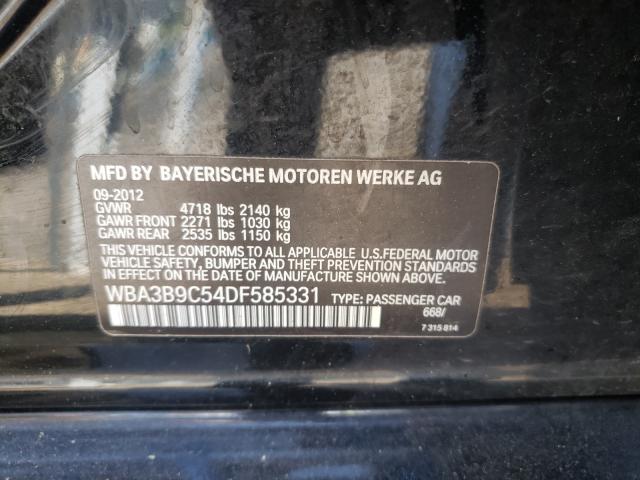 MFD BY BAYERISCHE MOTOREN WERKE AG
09-2012
GVWR 4718 lbs 2140 kg
GAWR FRONT 2271 lbs 1030 kg
GAWR REAR 2535 lbs 1150 kg
THIS VEHICLE CONFORMS TO ALL APPLICABLE U.S.FEDERAL MOTOR
VEHICLE SAFETY, BUMPER AND THEFT PREVENTION STANDARDS
IN EFFECT ON THE DATE OF MANUFACTURE SHOWN ABOVE.
WBA3B9C54DF585331 TYPE: PASSENGER CAR
668/
7 315 814